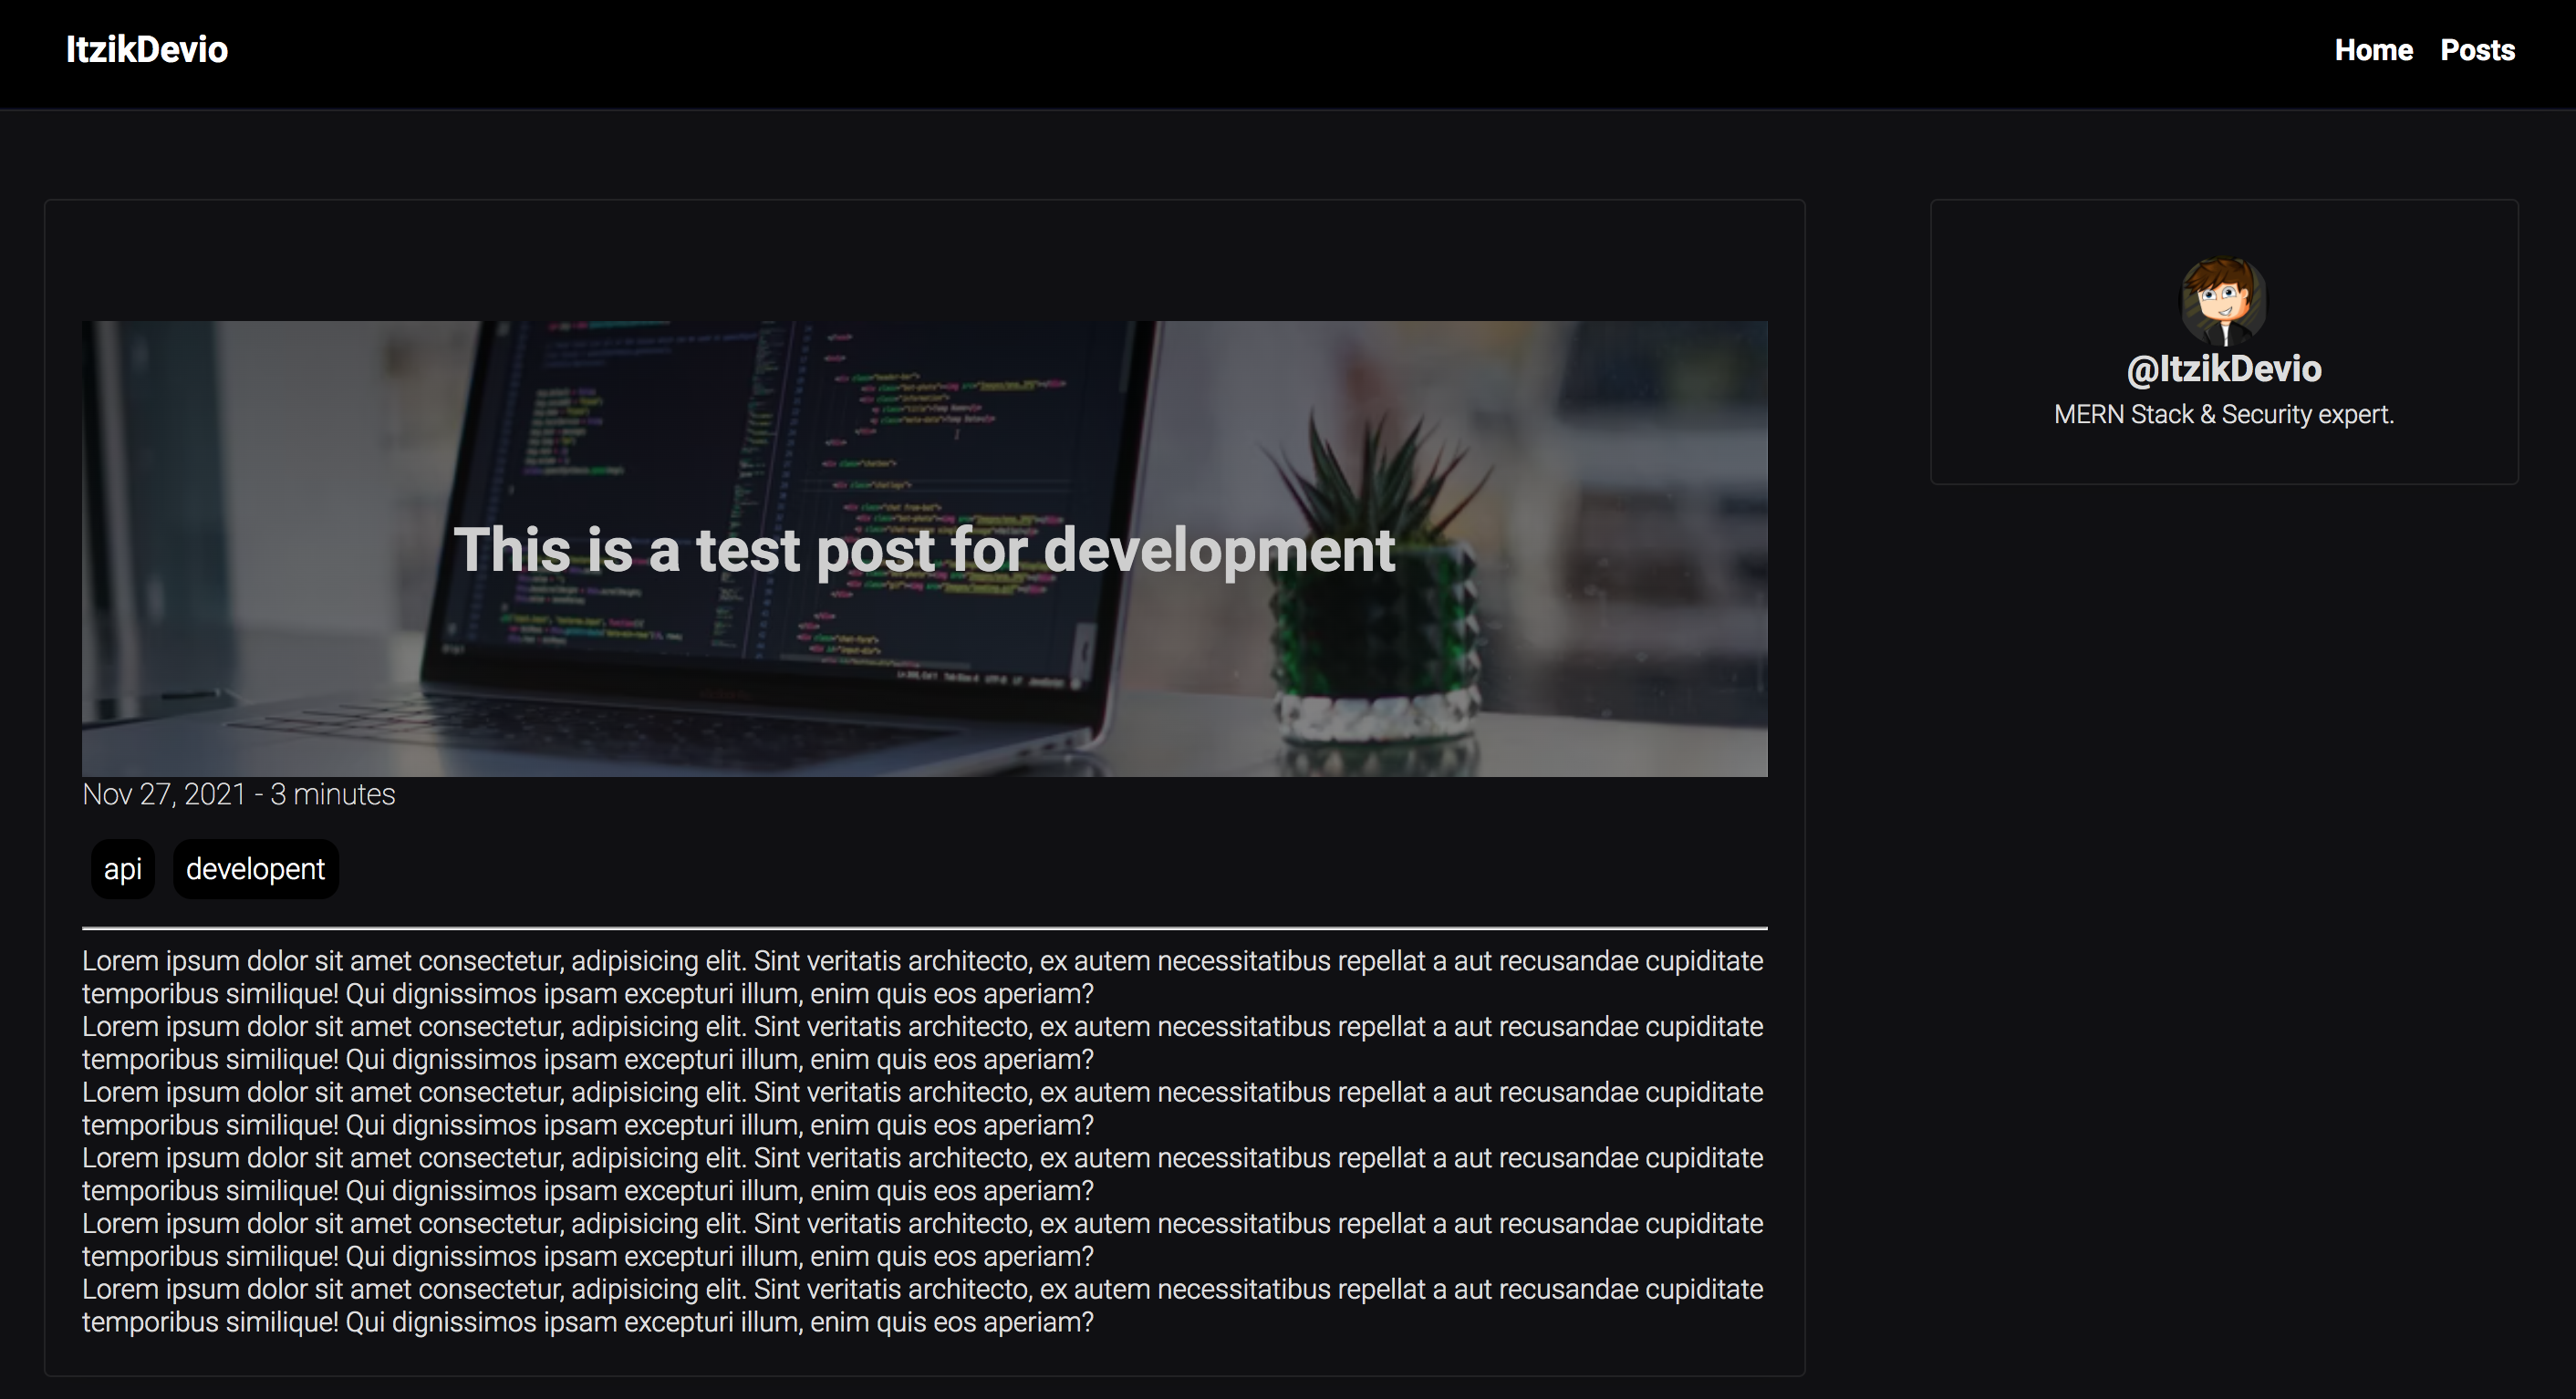 ItzikDevio
Home Posts
This is a test post for development
Nov 27, 2021 - 3 minutes
api developent
Lorem ipsum dolor sit amet consectetur, adipisicing elit. Sint veritatis architecto, ex autem necessitatibus repellat a aut recusandae cupiditate
temporibus similique! Qui dignissimos ipsam excepturi illum, enim quis eos aperiam?
Lorem ipsum dolor sit amet consectetur, adipisicing elit. Sint veritatis architecto, ex autem necessitatibus repellat a aut recusandae cupiditate
temporibus similique! Qui dignissimos ipsam excepturi illum, enim quis eos aperiam?
Lorem ipsum dolor sit amet consectetur, adipisicing elit. Sint veritatis architecto, ex autem necessitatibus repellat a aut recusandae cupiditate
temporibus similique! Qui dignissimos ipsam excepturi illum, enim quis eos aperiam?
Lorem ipsum dolor sit amet consectetur, adipisicing elit. Sint veritatis architecto, ex autem necessitatibus repellat a aut recusandae cupiditate
temporibus similique! Qui dignissimos ipsam excepturi illum, enim quis eos aperiam?
Lorem ipsum dolor sit amet consectetur, adipisicing elit. Sint veritatis architecto, ex autem necessitatibus repellat a aut recusandae cupiditate
temporibus similique! Qui dignissimos ipsam excepturi illum, enim quis eos aperiam?
Lorem ipsum dolor sit amet consectetur, adipisicing elit. Sint veritatis architecto, ex autem necessitatibus repellat a aut recusandae cupiditate
temporibus similique! Qui dignissimos ipsam excepturi illum, enim quis eos aperiam?
@ItzikDevio
MERN Stack & Security expert.